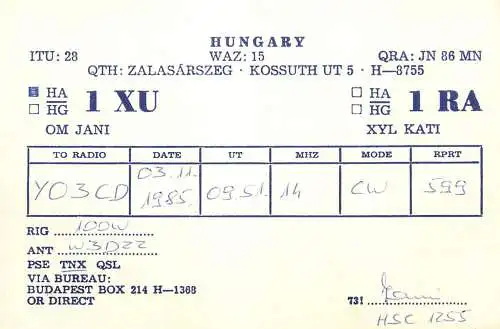 HUNGARY
ITU: 28 WAZ: 15 QRA: JN 86 MN
QTH: ZALASÁRSZEG · KOSSUTH UT 5 · H—8755
HA HG 1 XU HA HG 1 RA
OM JANI XYL KATI
TO RADIO DATE UT MHZ MODE RPRT
YO3CD 03.11. 1985. 09.51. 14 CW 599
RIG 100W
ANT W3DZZ
PSE TNX QSL
VIA BUREAU:
BUDAPEST BOX 214 H—1368
OR DIRECT 73! Jani
HSC 1255